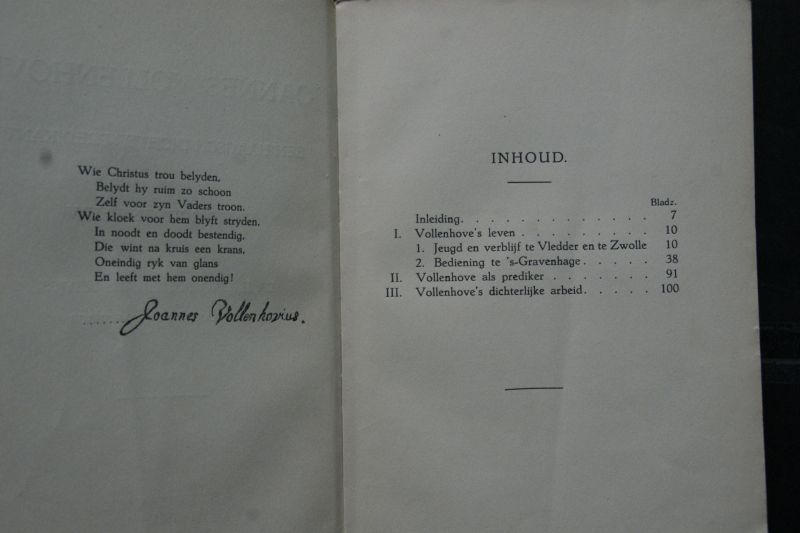 Wie Christus trou belyden,
Belydt hy ruim zo schoon
Zelf voor zyn Vaders troon.
Wie kloek voor hem blyft stryden,
In noodt en doodt bestendig,
Die wint na kruis een krans,
Oneindig ryk van glans
En leeft met hem onendig!
.......Joannes Vollenhovius.
INHOUD.
Bladz.
Inleiding. . . . . . . . . . . . . 7
I. Vollenhove's leven . . . . . . . . . 10
1. Jeugd en verblijf te Vledder en te Zwolle 10
2. Bediening te 's-Gravenhage . . . . . 38
II. Vollenhove als prediker . . . . . . . 91
III. Vollenhove's dichterlijke arbeid . . . . . 100